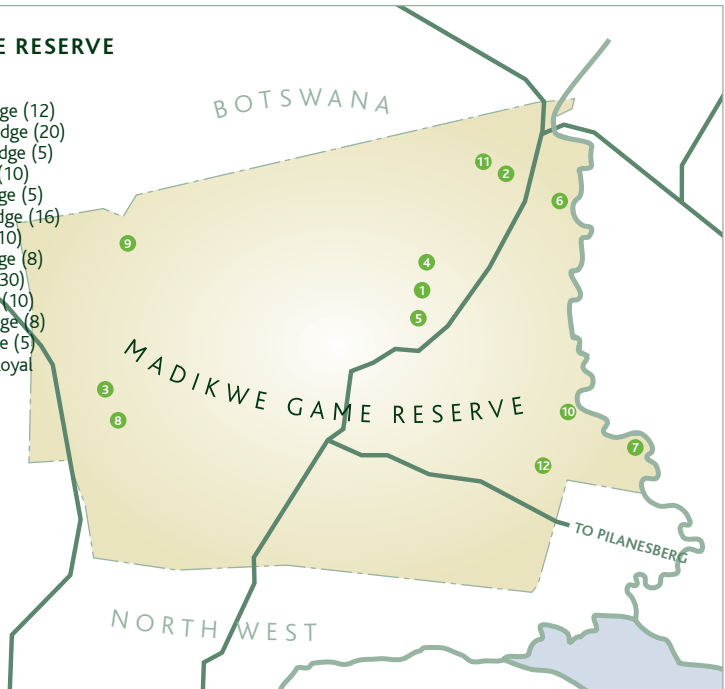 E RESERVE
ge (12)
dge (20)
dge (5)
(10)
ge (5)
dge (16)
10)
ge (8)
30)
(10)
ge (8)
e (5)
oyal
BOTSWANA
11
2
6
9
4
1
5
MADIKWE GAME RESERVE
3
8
10
7
12
TO PILANESBERG
NORTH WEST